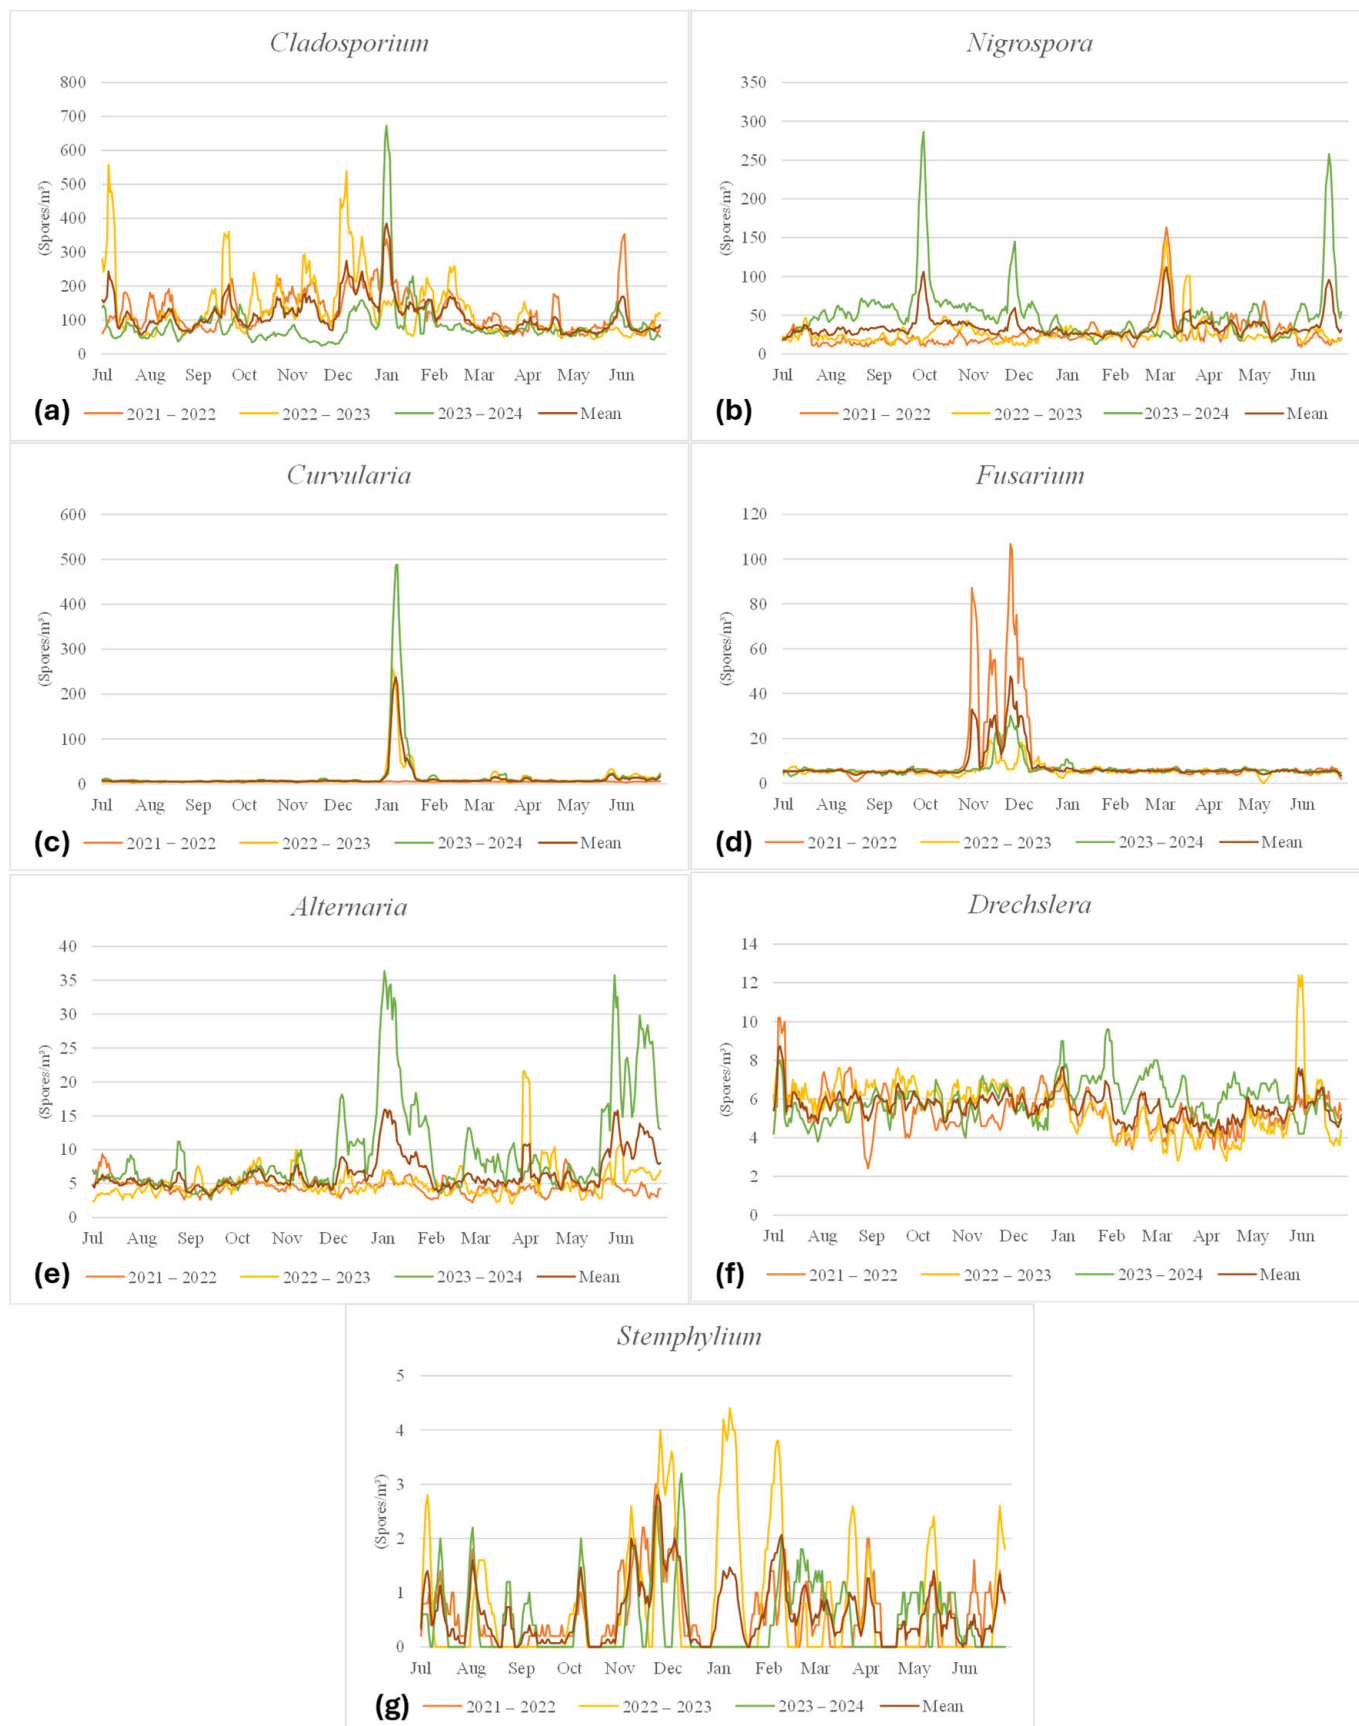 Cladosporium
800
700
600
500
400
300
200
100
0
(Spores/m³)
Jul Aug Sep Oct Nov Dec Jan Feb Mar Apr May Jun
(a) 2021 – 2022 2022 – 2023 2023 – 2024 Mean
Nigrospora
350
300
250
200
150
100
50
0
(Spores/m³)
Jul Aug Sep Oct Nov Dec Jan Feb Mar Apr May Jun
(b) 2021 – 2022 2022 – 2023 2023 – 2024 Mean
Curvularia
600
500
400
300
200
100
0
(Spores/m³)
Jul Aug Sep Oct Nov Dec Jan Feb Mar Apr May Jun
(c) 2021 – 2022 2022 – 2023 2023 – 2024 Mean
Fusarium
120
100
80
60
40
20
0
(Spores/m³)
Jul Aug Sep Oct Nov Dec Jan Feb Mar Apr May Jun
(d) 2021 – 2022 2022 – 2023 2023 – 2024 Mean
Alternaria
40
35
30
25
20
15
10
5
0
(Spores/m³)
Jul Aug Sep Oct Nov Dec Jan Feb Mar Apr May Jun
(e) 2021 – 2022 2022 – 2023 2023 – 2024 Mean
Drechslera
14
12
10
8
6
4
2
0
(Spores/m³)
Jul Aug Sep Oct Nov Dec Jan Feb Mar Apr May Jun
(f) 2021 – 2022 2022 – 2023 2023 – 2024 Mean
Stemphylium
5
4
3
2
1
0
(Spores/m³)
Jul Aug Sep Oct Nov Dec Jan Feb Mar Apr May Jun
(g) 2021 – 2022 2022 – 2023 2023 – 2024 Mean